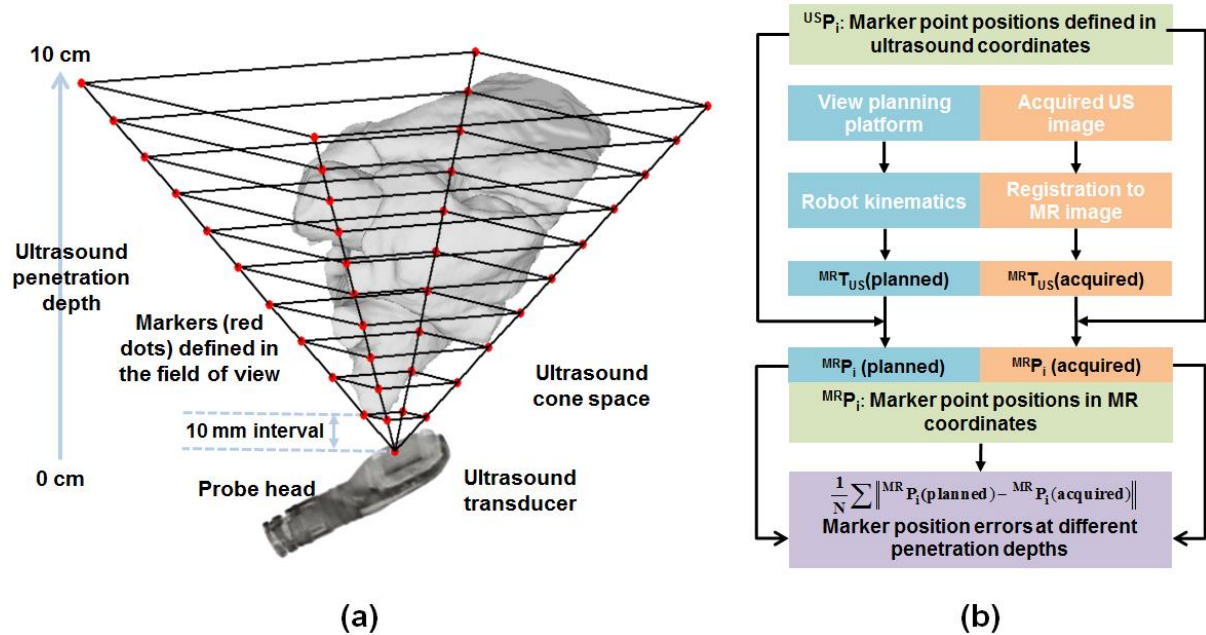 10 cm
Ultrasound
penetration
depth
Markers (red
dots) defined in
the field of view
Ultrasound
cone space
10 mm interval
0 cm
Probe head
Ultrasound
transducer
(a)
ᵁˢPᵢ: Marker point positions defined in
ultrasound coordinates
View planning
platform
Acquired US
image
Robot kinematics
Registration to
MR image
ᴹᴿT_US(planned)
ᴹᴿT_US(acquired)
ᴹᴿPᵢ (planned)
ᴹᴿPᵢ (acquired)
ᴹᴿPᵢ: Marker point positions in MR
coordinates
1/N ∑ ‖ᴹᴿPᵢ(planned) − ᴹᴿPᵢ(acquired)‖
Marker position errors at different
penetration depths
(b)